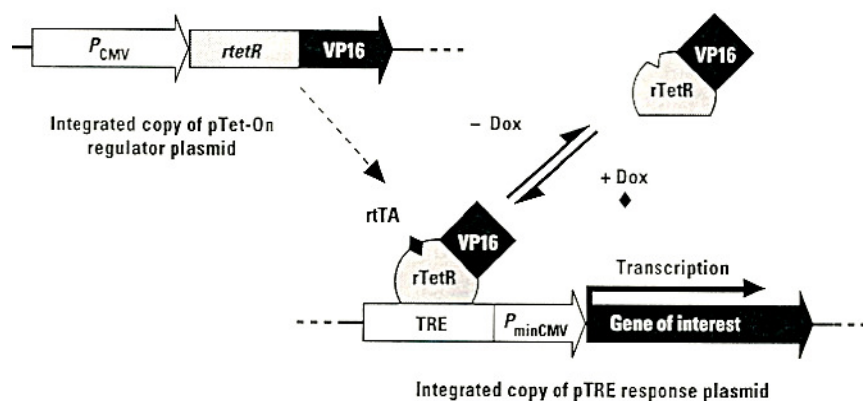 PCMV rtetR VP16
Integrated copy of pTet-On
regulator plasmid
VP16
rTetR
– Dox
+ Dox
rtTA
VP16
rTetR
Transcription
TRE PminCMV Gene of interest
Integrated copy of pTRE response plasmid